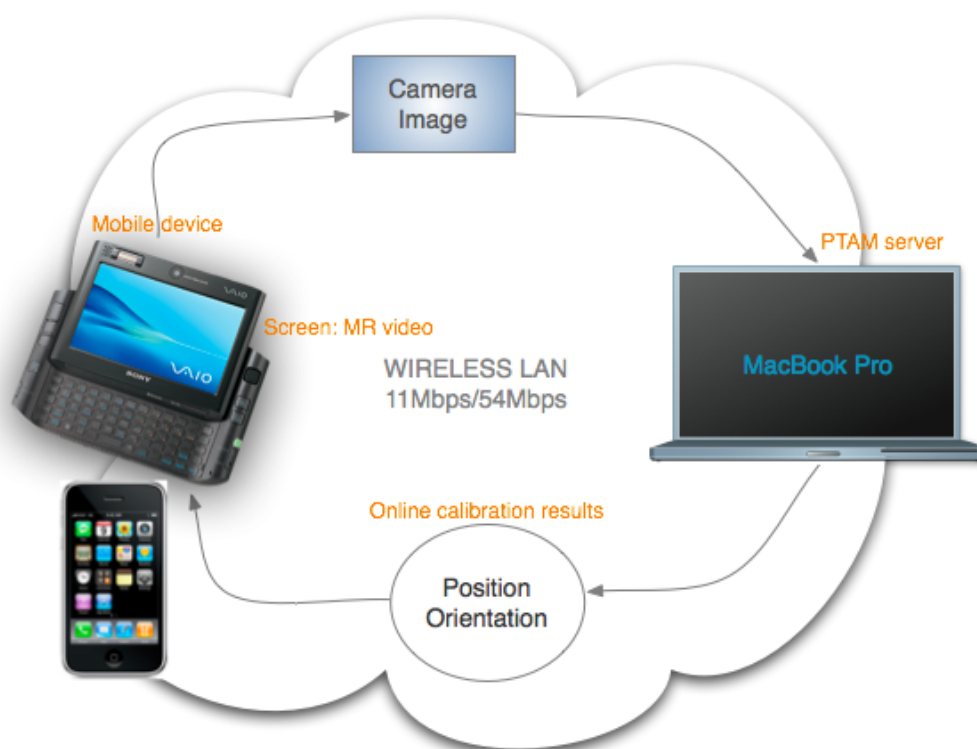 Camera
Image
Mobile device
PTAM server
VAIO
Screen: MR video
VAIO
SONY
WIRELESS LAN
11Mbps/54Mbps
MacBook Pro
Online calibration results
Position
Orientation